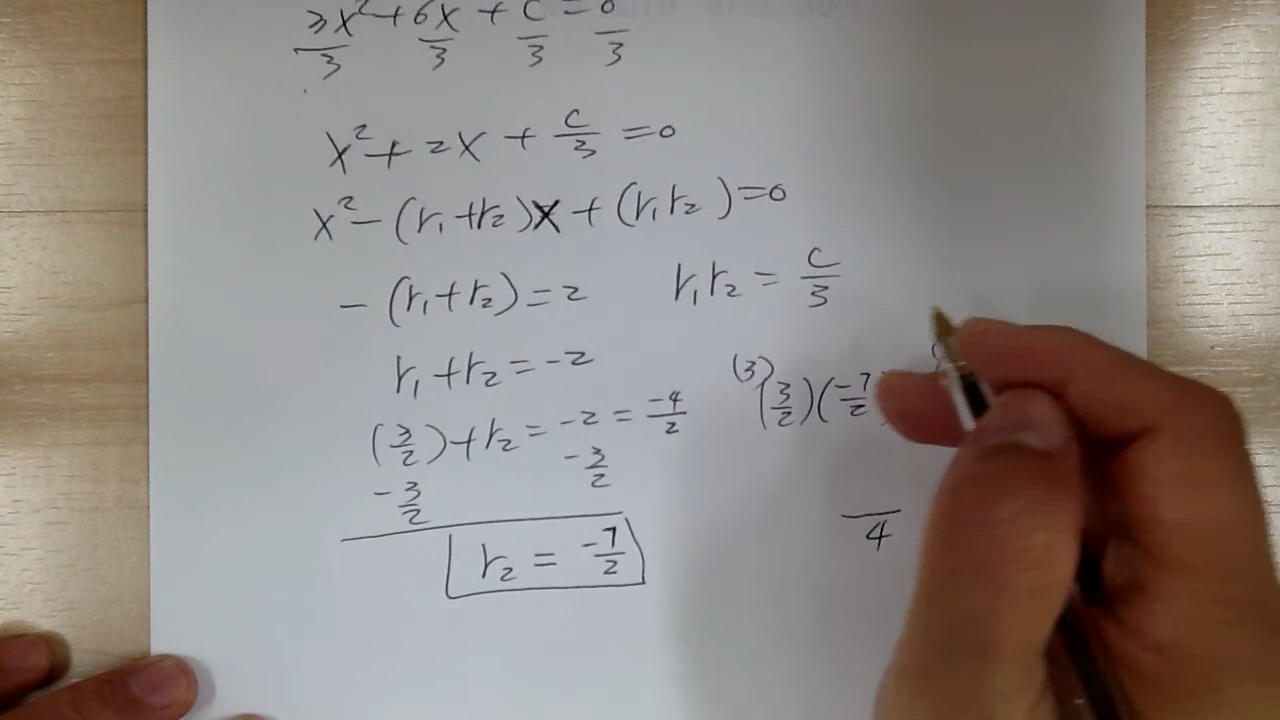 3x²/3 + 6x/3 + c/3 = 0/3
x² + 2x + c/3 = 0
x² - (r₁ + r₂)x + (r₁r₂) = 0
-(r₁ + r₂) = 2
r₁r₂ = c/3
r₁ + r₂ = -2
(3)(3/2)(-7/2
(3/2) + r₂ = -2 = -4/2
-3/2 -3/2
r₂ = -7/2
4